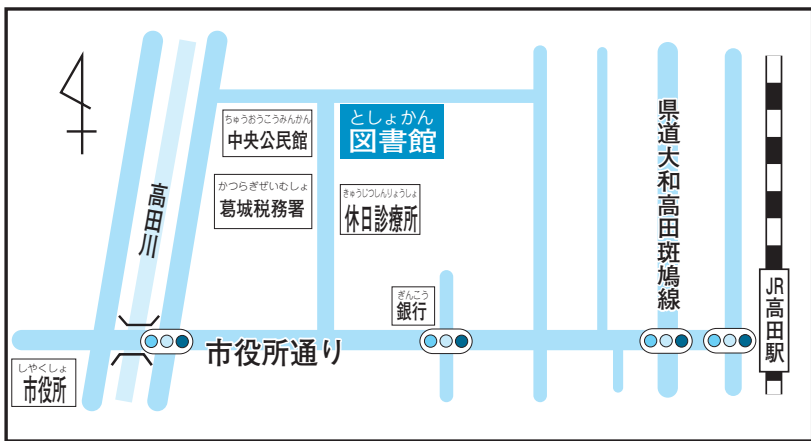 ちゅうおうこうみんかん
中央公民館
としょかん
図書館
かつらぎぜいむしょ
葛城税務署
きゅうじつしんりょうしょ
休日診療所
高田川
県道大和高田斑鳩線
ぎんこう
銀行
JR高田駅
市役所通り
しやくしょ
市役所